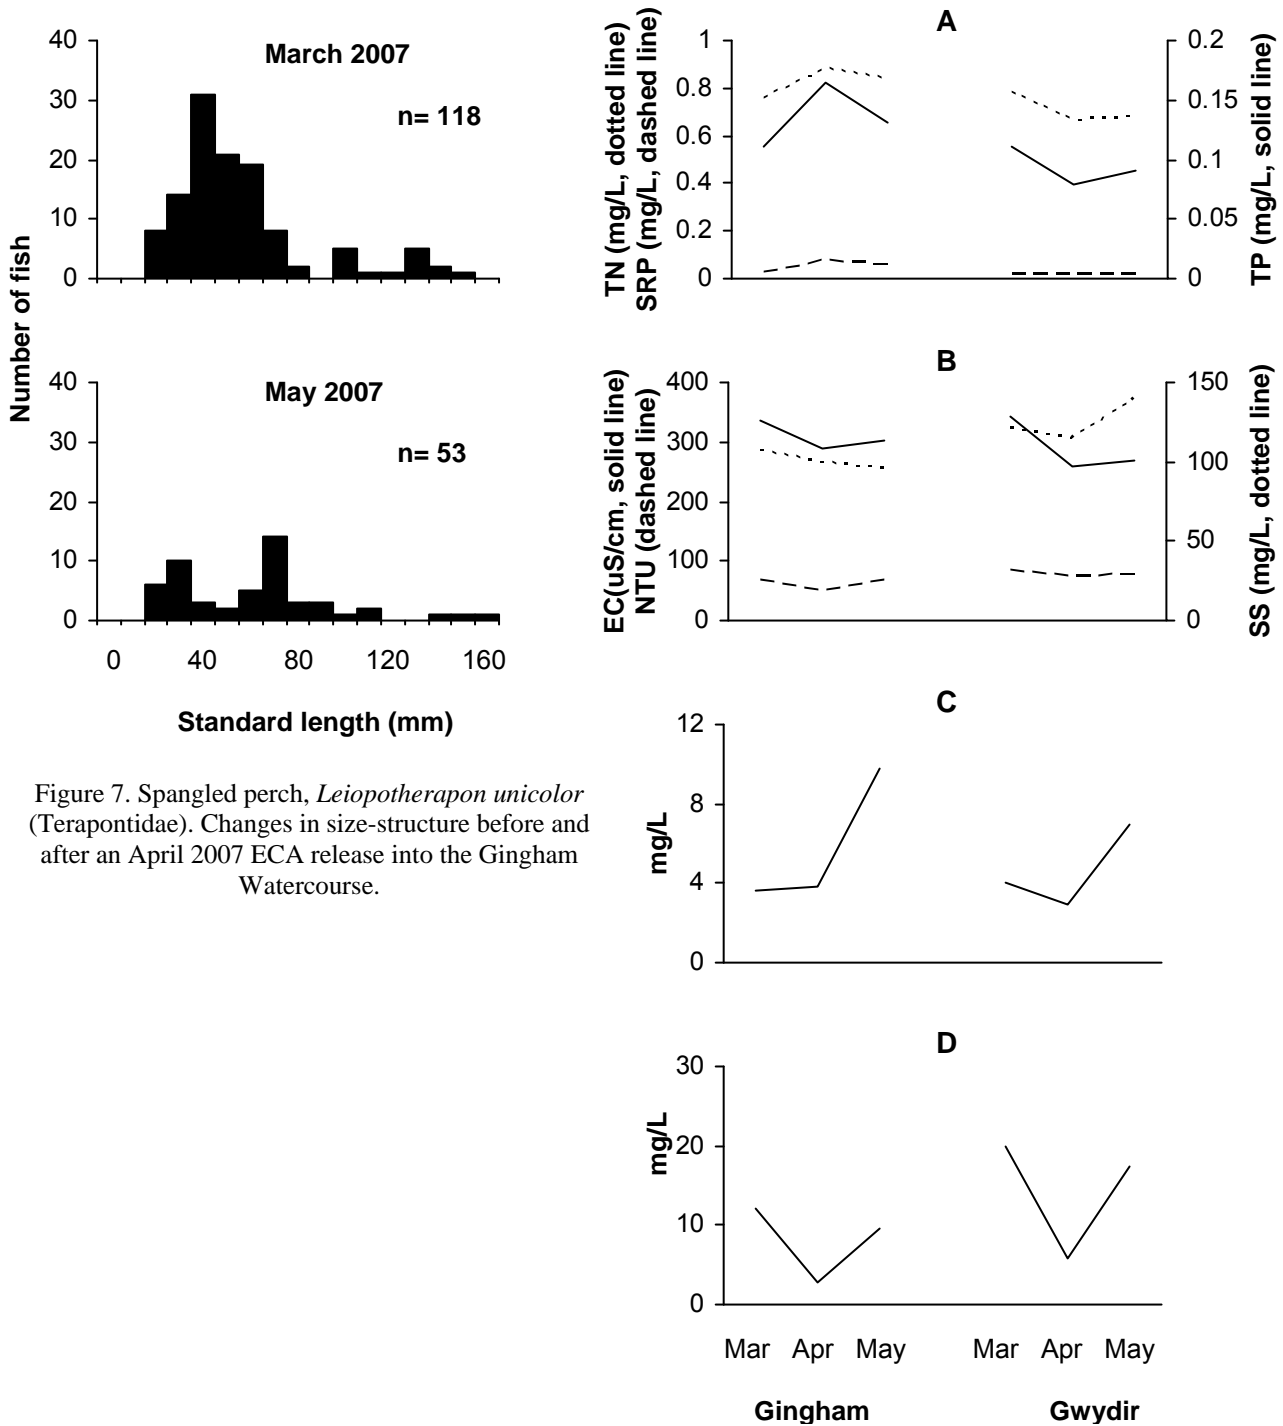 40
March 2007
30
n= 118
20
10
0
Number of fish
40
May 2007
30
n= 53
20
10
0
0 40 80 120 160
Standard length (mm)
Figure 7. Spangled perch, Leiopotherapon unicolor
(Terapontidae). Changes in size-structure before and
after an April 2007 ECA release into the Gingham
Watercourse.
A
TN (mg/L, dotted line)
SRP (mg/L, dashed line)
1
0.8
0.6
0.4
0.2
0
0.2
0.15
0.1
0.05
0
TP (mg/L, solid line)
B
EC(uS/cm, solid line)
NTU (dashed line)
400
300
200
100
0
150
100
50
0
SS (mg/L, dotted line)
C
mg/L
12
8
4
0
D
mg/L
30
20
10
0
Mar Apr May Mar Apr May
Gingham Gwydir